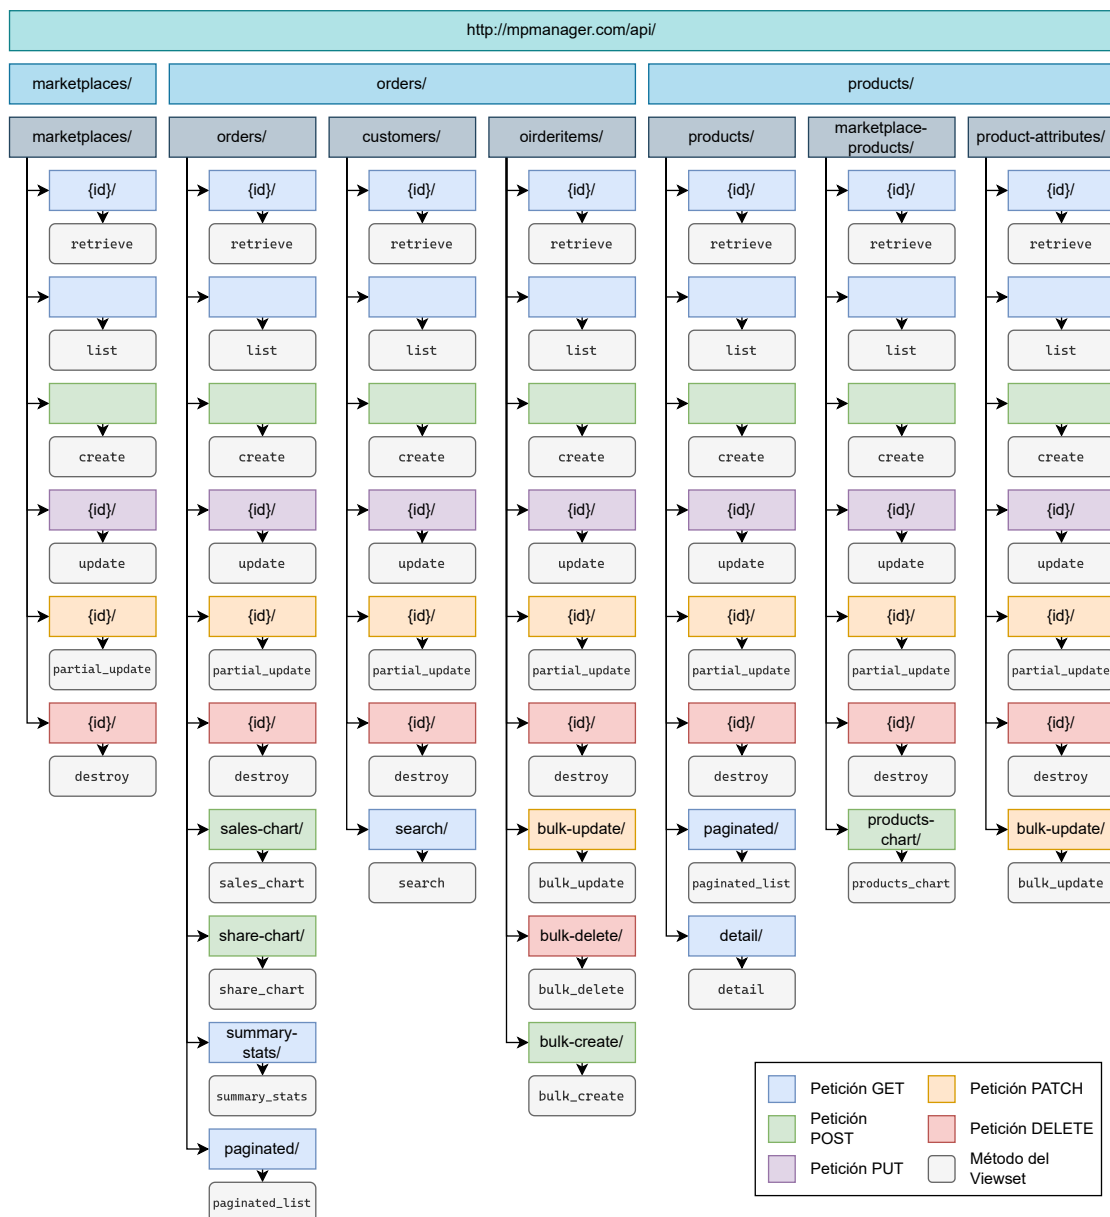 http://mpmanager.com/api/
marketplaces/
orders/
products/
marketplaces/
orders/
customers/
oirderitems/
products/
marketplace-
products/
product-attributes/
{id}/
{id}/
{id}/
{id}/
{id}/
{id}/
{id}/
retrieve
retrieve
retrieve
retrieve
retrieve
retrieve
retrieve
list
list
list
list
list
list
list
create
create
create
create
create
create
create
{id}/
{id}/
{id}/
{id}/
{id}/
{id}/
{id}/
update
update
update
update
update
update
update
{id}/
{id}/
{id}/
{id}/
{id}/
{id}/
{id}/
partial_update
partial_update
partial_update
partial_update
partial_update
partial_update
partial_update
{id}/
{id}/
{id}/
{id}/
{id}/
{id}/
{id}/
destroy
destroy
destroy
destroy
destroy
destroy
destroy
sales-chart/
search/
bulk-update/
paginated/
products-
chart/
bulk-update/
sales_chart
search
bulk_update
paginated_list
products_chart
bulk_update
share-chart/
bulk-delete/
detail/
share_chart
bulk_delete
detail
summary-
stats/
bulk-create/
summary_stats
bulk_create
paginated/
paginated_list
Petición GET
Petición PATCH
Petición
POST
Petición DELETE
Petición PUT
Método del
Viewset